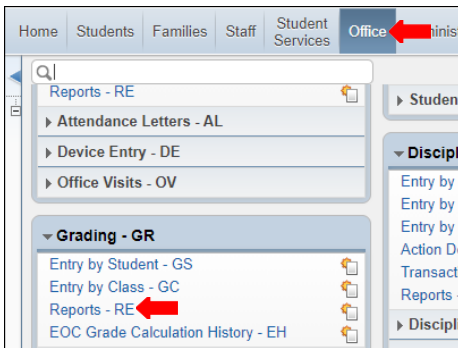 Home Students Families Staff Student Services Office
Reports - RE
Attendance Letters - AL
Device Entry - DE
Office Visits - OV
Grading - GR
Entry by Student - GS
Entry by Class - GC
Reports - RE
EOC Grade Calculation History - EH
Entry by
Entry by
Entry by
Action
Reports